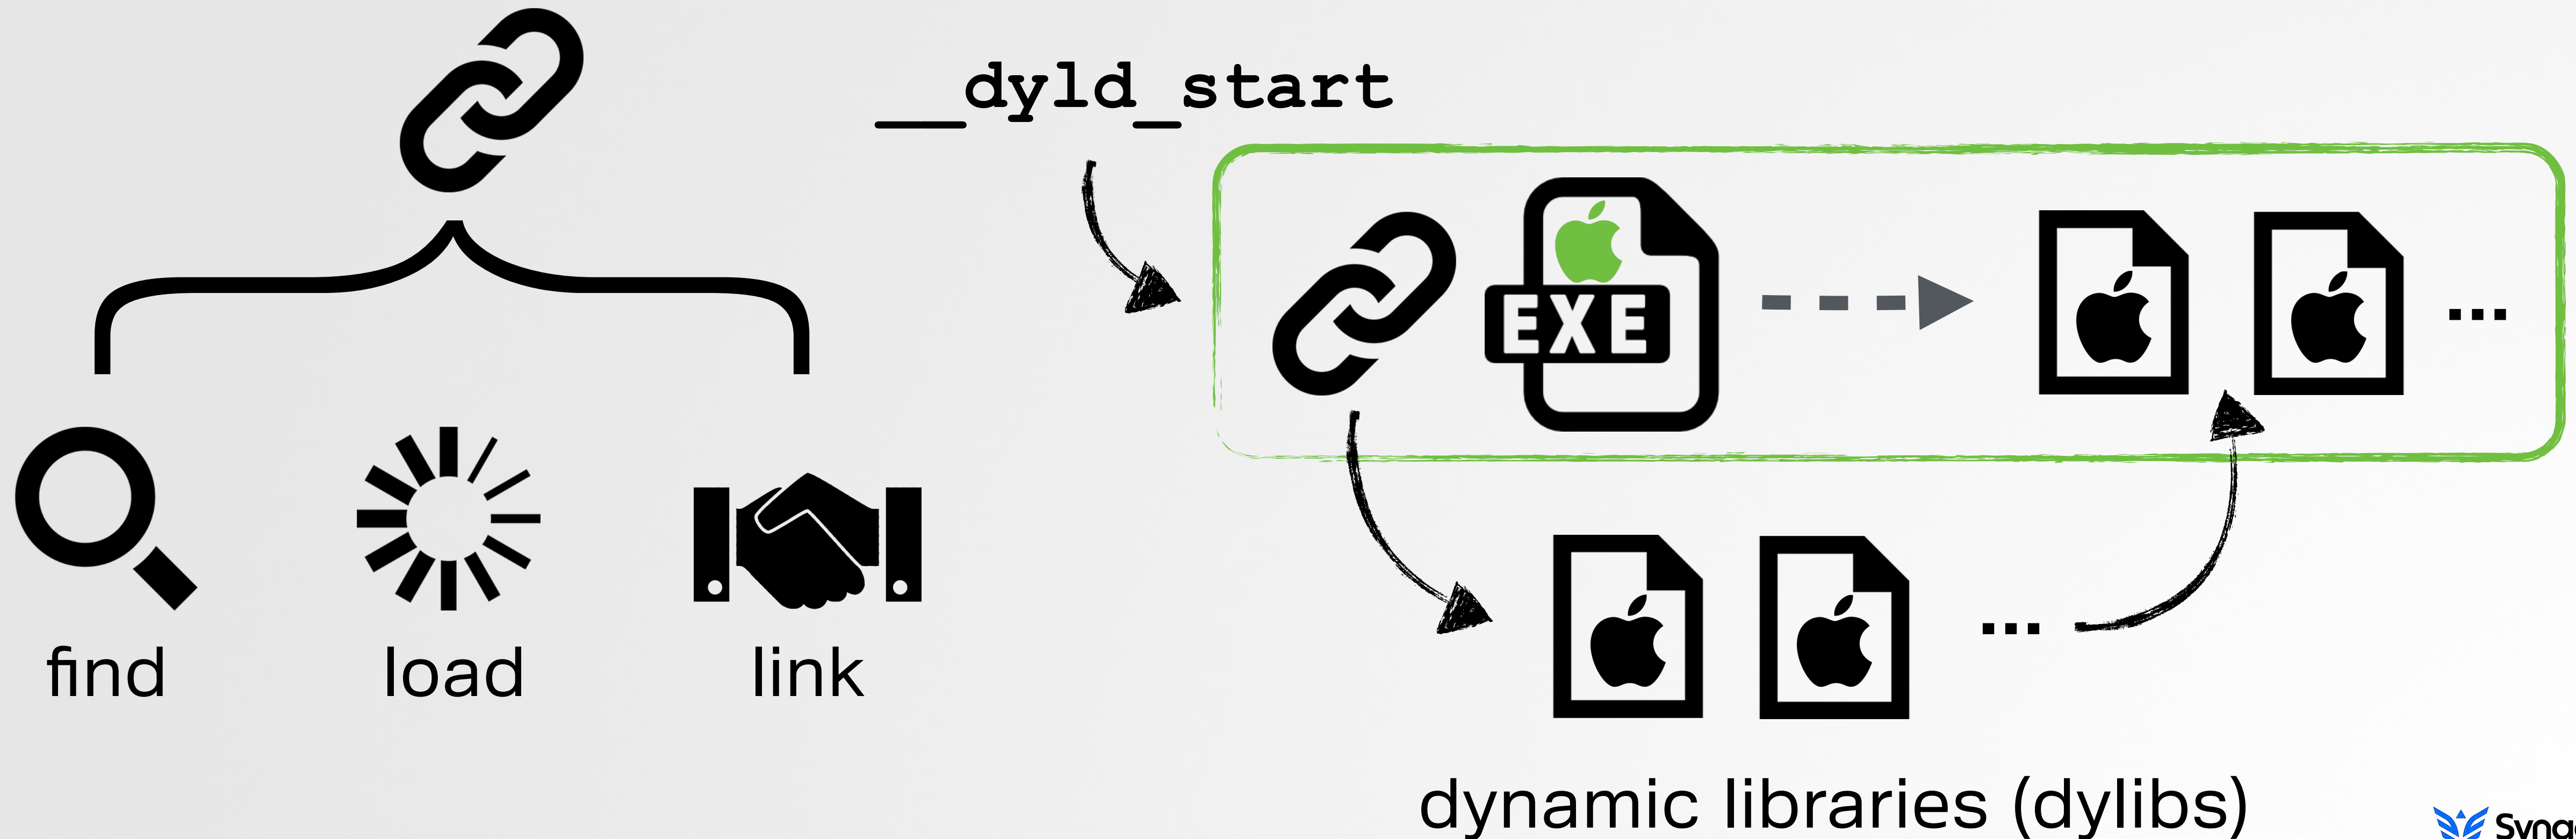 __dyld_start
EXE
...
...
find
load
link
dynamic libraries (dylibs)